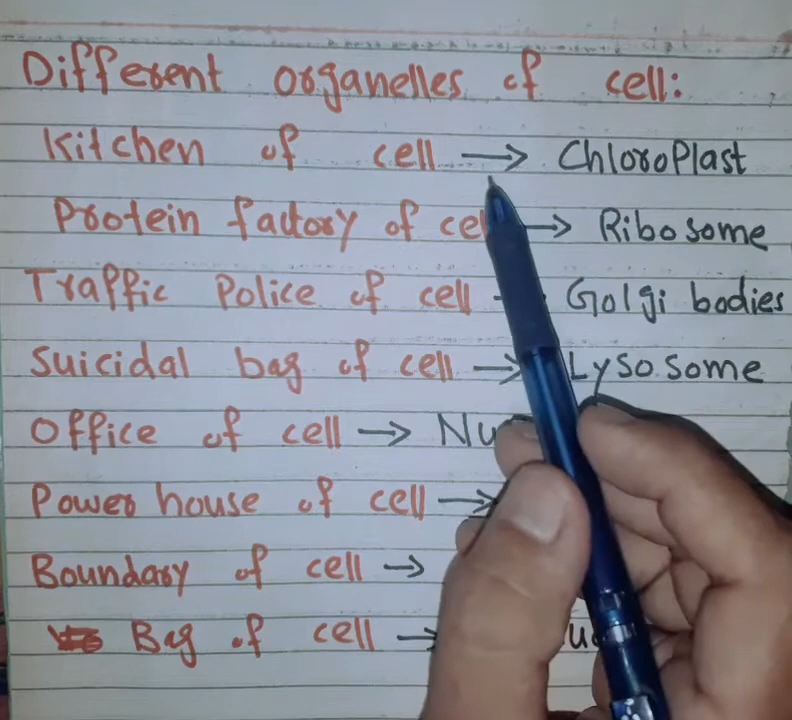 Different organelles of cell:
Kitchen of cell → Chloroplast
Protein factory of cell → Ribosome
Traffic Police of cell → Golgi bodies
Suicidal bag of cell → Lysosome
Office of cell →
Power house of cell →
Boundary of cell →
Bag of cell →